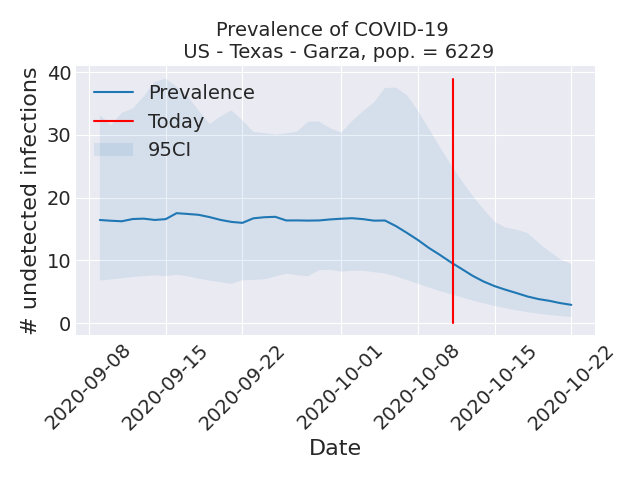 Prevalence of COVID-19
US - Texas - Garza, pop. = 6229
40
30
20
10
0
# undetected infections
Prevalence
Today
95CI
2020-09-08
2020-09-15
2020-09-22
2020-10-01
2020-10-08
2020-10-15
2020-10-22
Date